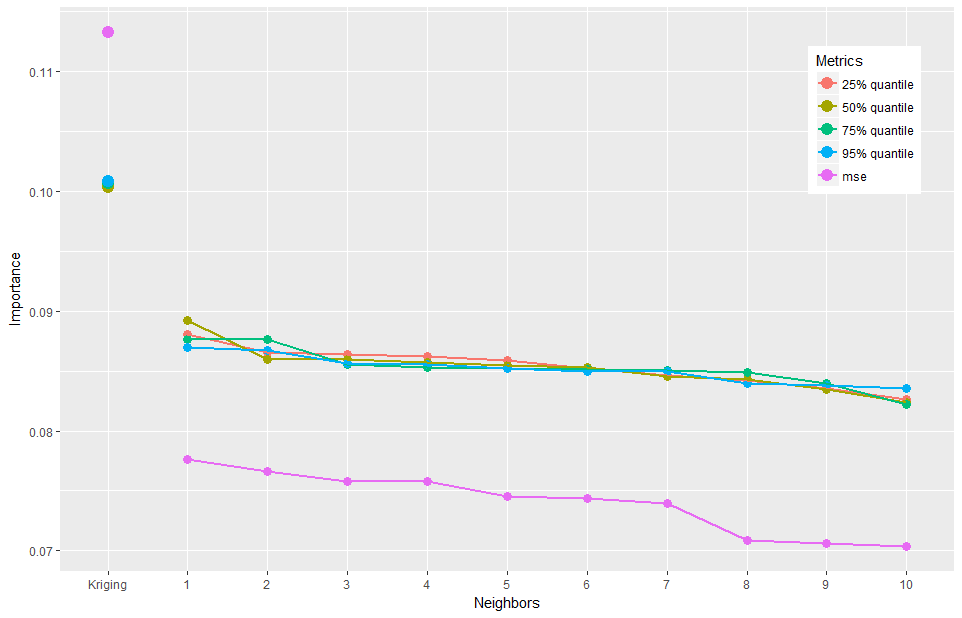 Metrics
25% quantile
50% quantile
75% quantile
95% quantile
mse
Importance
0.11
0.10
0.09
0.08
0.07
Kriging 1 2 3 4 5 6 7 8 9 10
Neighbors